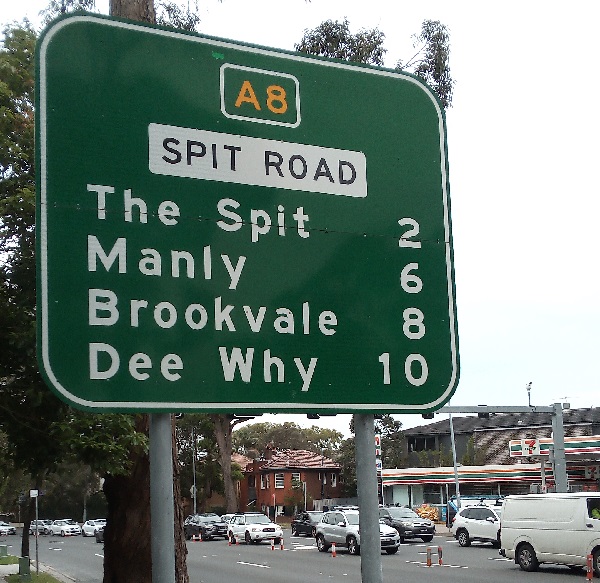 A8
SPIT ROAD
The Spit 2
Manly 6
Brookvale 8
Dee Why 10